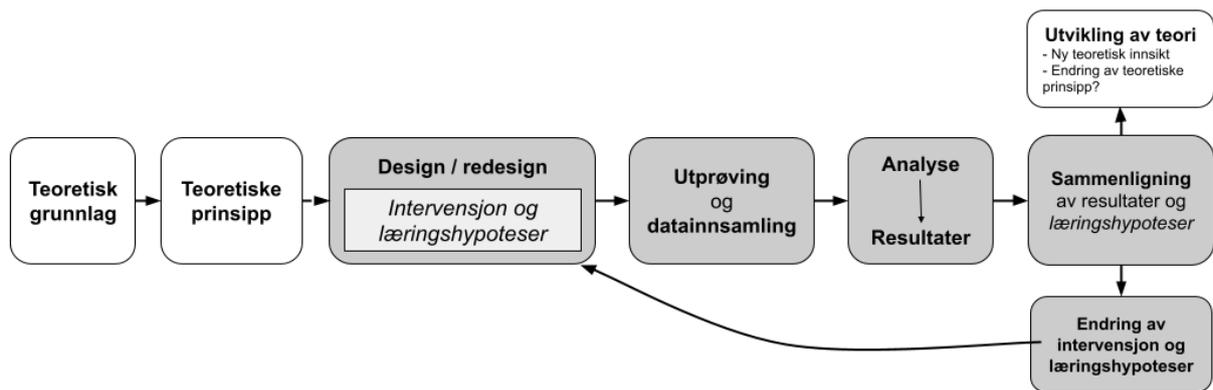 Utvikling av teori
- Ny teoretisk innsikt
- Endring av teoretiske
prinsipp?
Teoretisk
grunnlag
Teoretiske
prinsipp
Design / redesign
Intervensjon og
læringshypoteser
Utprøving
og
datainnsamling
Analyse
Resultater
Sammenligning
av resultater og
læringshypoteser
Endring av
intervensjon og
læringshypoteser